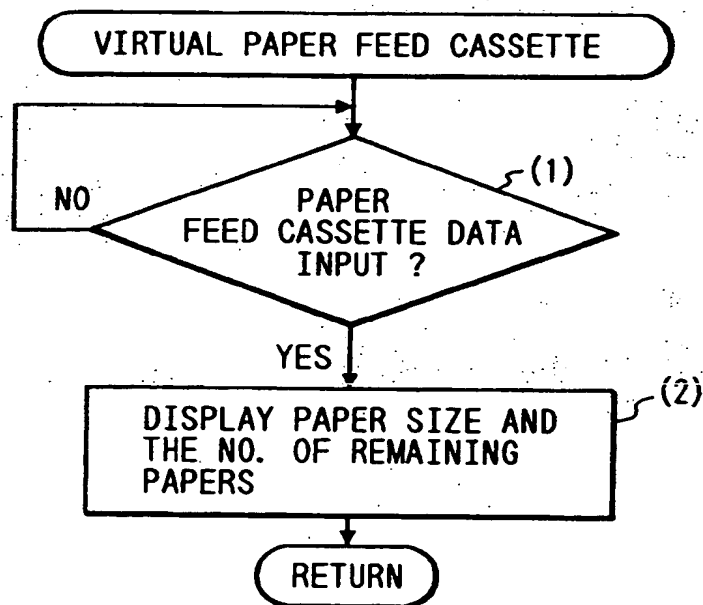 VIRTUAL PAPER FEED CASSETTE
(1)
NO
PAPER
FEED CASSETTE DATA
INPUT ?
YES
(2)
DISPLAY PAPER SIZE AND
THE NO. OF REMAINING
PAPERS
RETURN